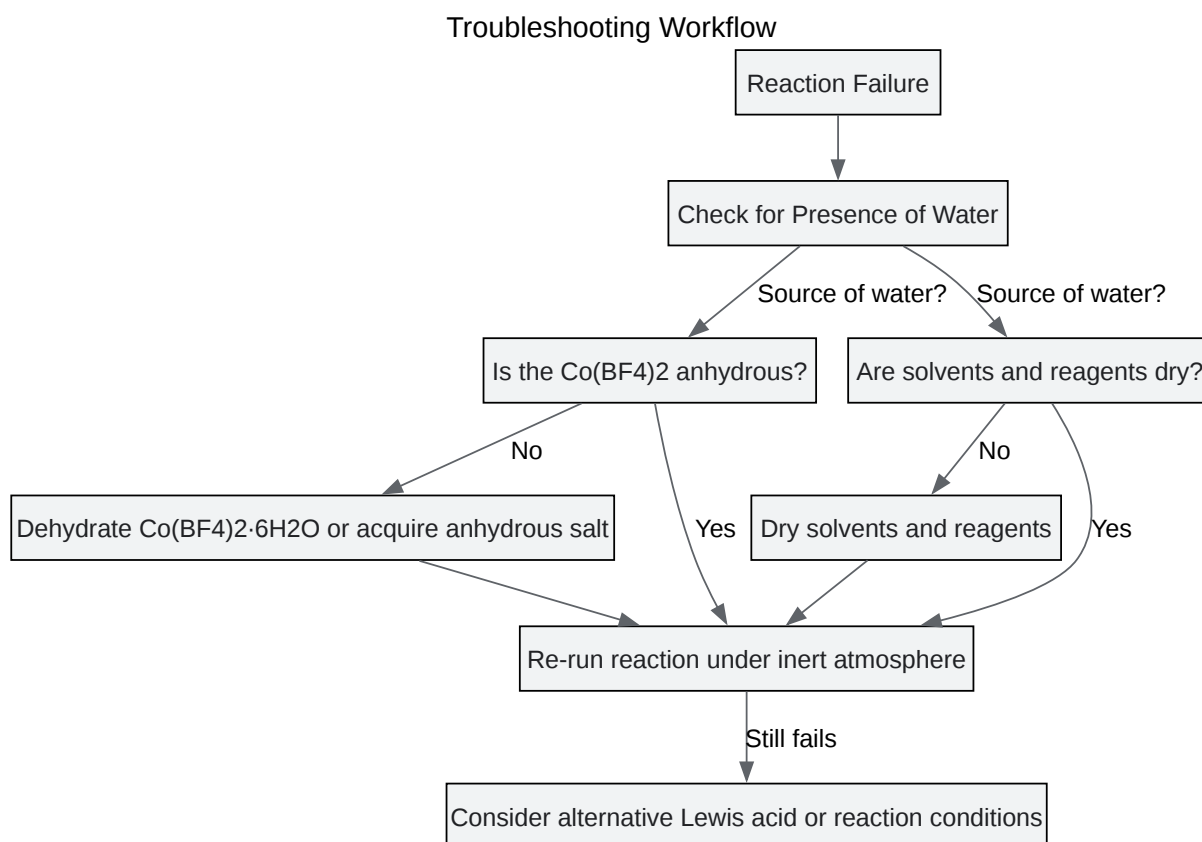 Troubleshooting Workflow
Reaction Failure
Check for Presence of Water
Source of water?
Source of water?
Is the Co(BF4)2 anhydrous?
Are solvents and reagents dry?
No
No
Dehydrate Co(BF4)2·6H2O or acquire anhydrous salt
Yes
Dry solvents and reagents
Yes
Re-run reaction under inert atmosphere
Still fails
Consider alternative Lewis acid or reaction conditions